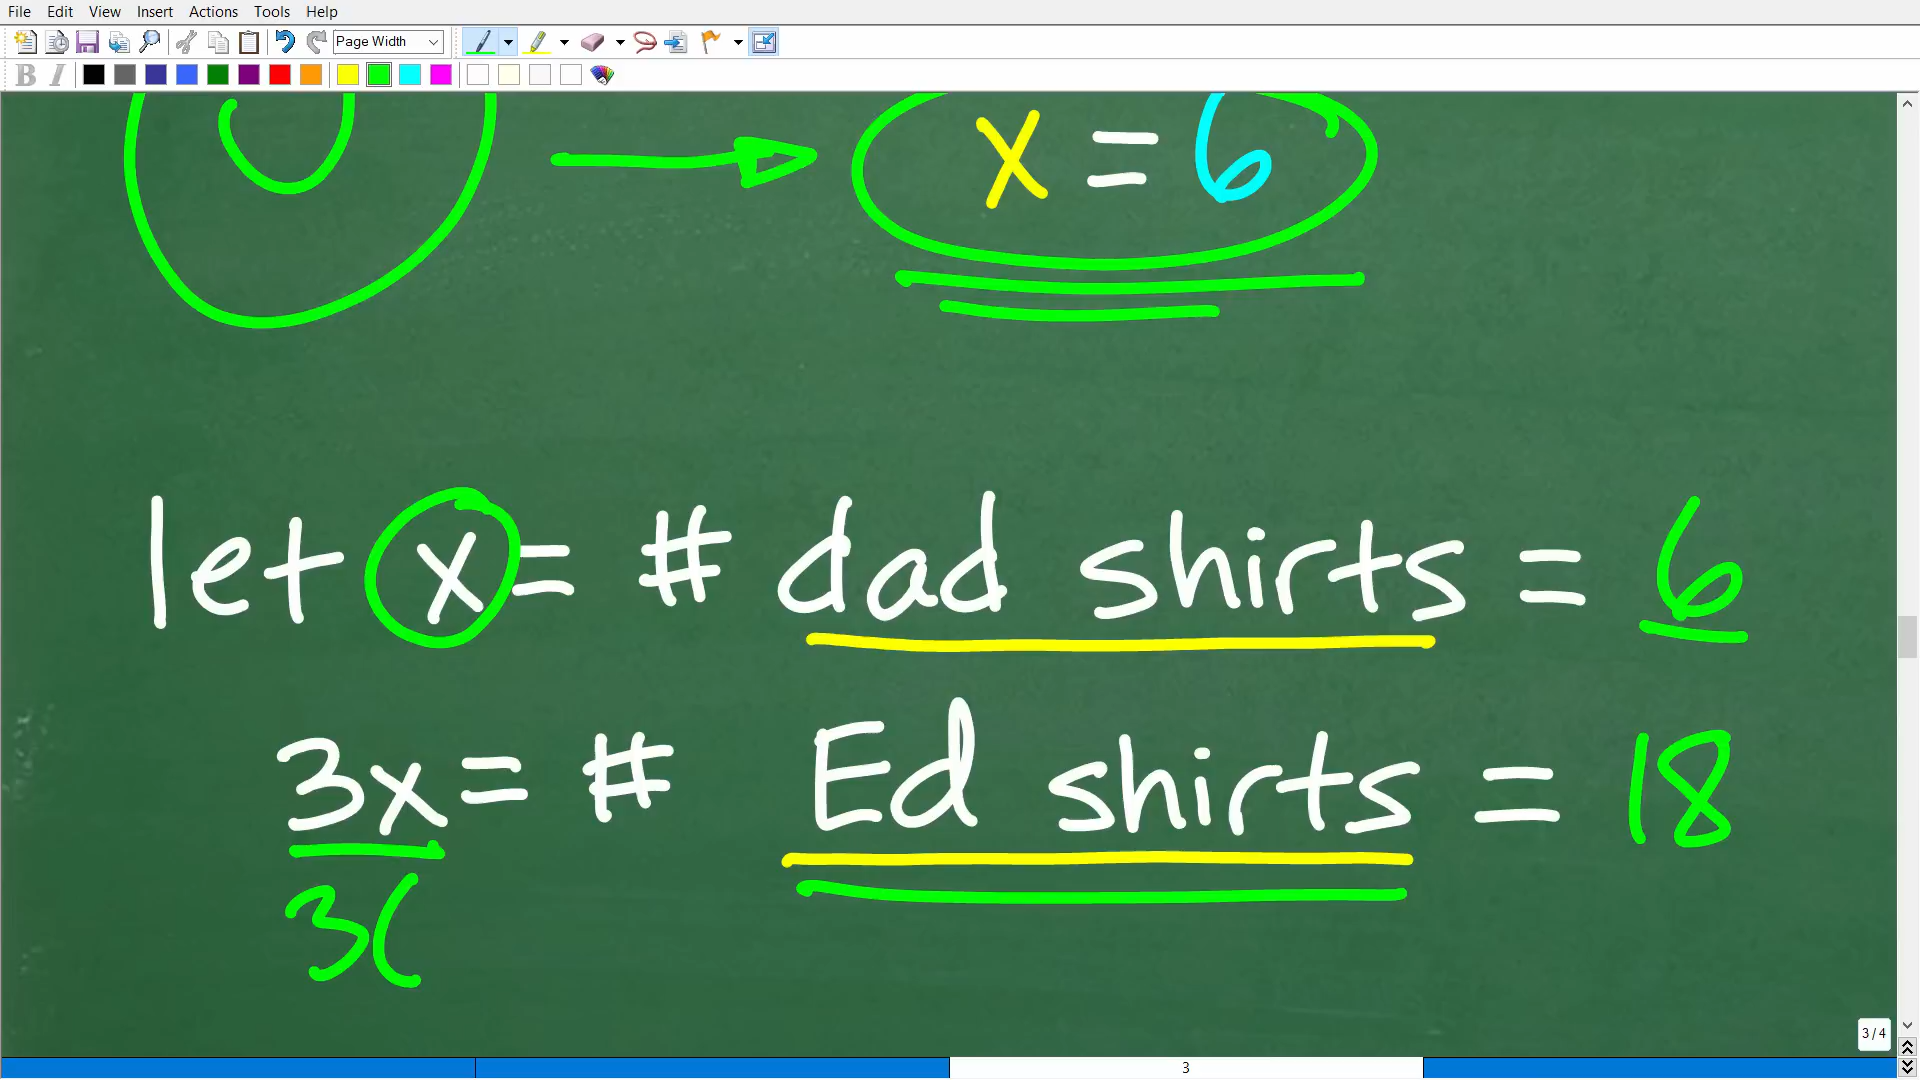 File Edit View Insert Actions Tools Help
Page Width
B I
x = 6
let x = # dad shirts = 6
3x = # Ed shirts = 18
3(
3 / 4
3